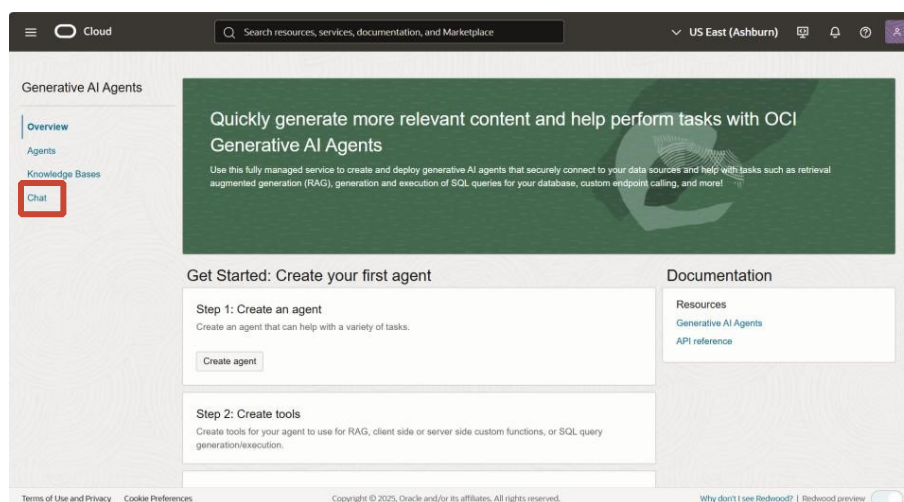 Cloud
Search resources, services, documentation, and Marketplace
US East (Ashburn)
Generative AI Agents
Overview
Agents
Knowledge Bases
Chat
Quickly generate more relevant content and help perform tasks with OCI
Generative AI Agents
Use this fully managed service to create and deploy generative AI agents that securely connect to your data sources and help with tasks such as retrieval
augmented generation (RAG), generation and execution of SQL queries for your database, custom endpoint calling, and more!
Get Started: Create your first agent
Step 1: Create an agent
Create an agent that can help with a variety of tasks.
Create agent
Step 2: Create tools
Create tools for your agent to use for RAG, client side or server side custom functions, or SQL query
generation/execution.
Documentation
Resources
Generative AI Agents
API reference
Terms of Use and Privacy Cookie Preferences Copyright © 2025, Oracle and/or its affiliates. All rights reserved. Why don't I see Redwood? | Redwood preview